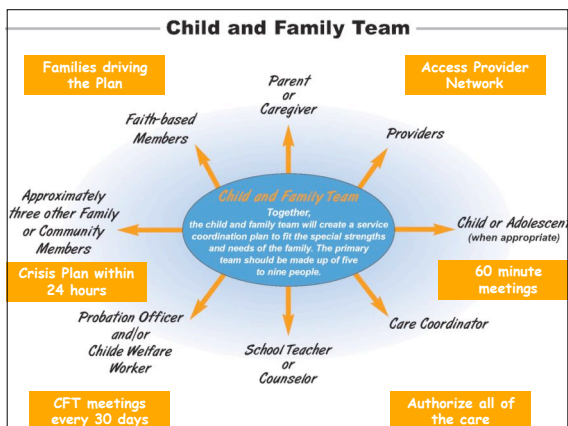 Child and Family Team
Families driving
the Plan
Access Provider
Network
Parent
or
Caregiver
Faith-based
Members
Providers
Approximately
three other Family
or Community
Members
Child and Family Team
Together,
the child and family team will create a service
coordination plan to fit the special strengths
and needs of the family. The primary
team should be made up of five
to nine people.
Child or Adolescent
(when appropriate)
Crisis Plan within
24 hours
60 minute
meetings
Probation Officer
and/or
Childe Welfare
Worker
School Teacher
or
Counselor
Care Coordinator
CFT meetings
every 30 days
Authorize all of
the care